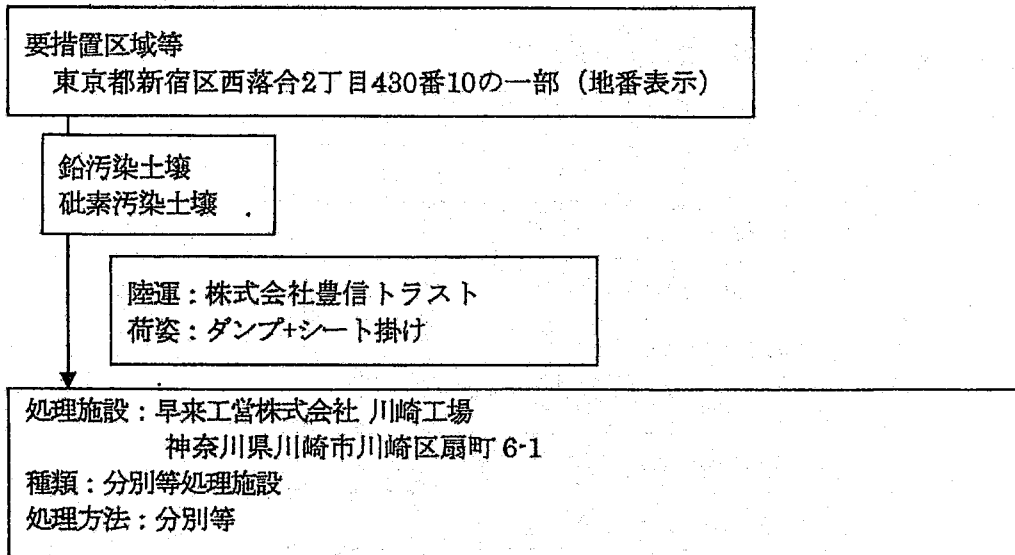 要措置区域等
東京都新宿区西落合2丁目430番10の一部（地番表示）
鉛汚染土壌
砒素汚染土壌
陸運：株式会社豊信トラスト
荷姿：ダンプ+シート掛け
処理施設：早来工営株式会社 川崎工場
神奈川県川崎市川崎区扇町 6-1
種類：分別等処理施設
処理方法：分別等